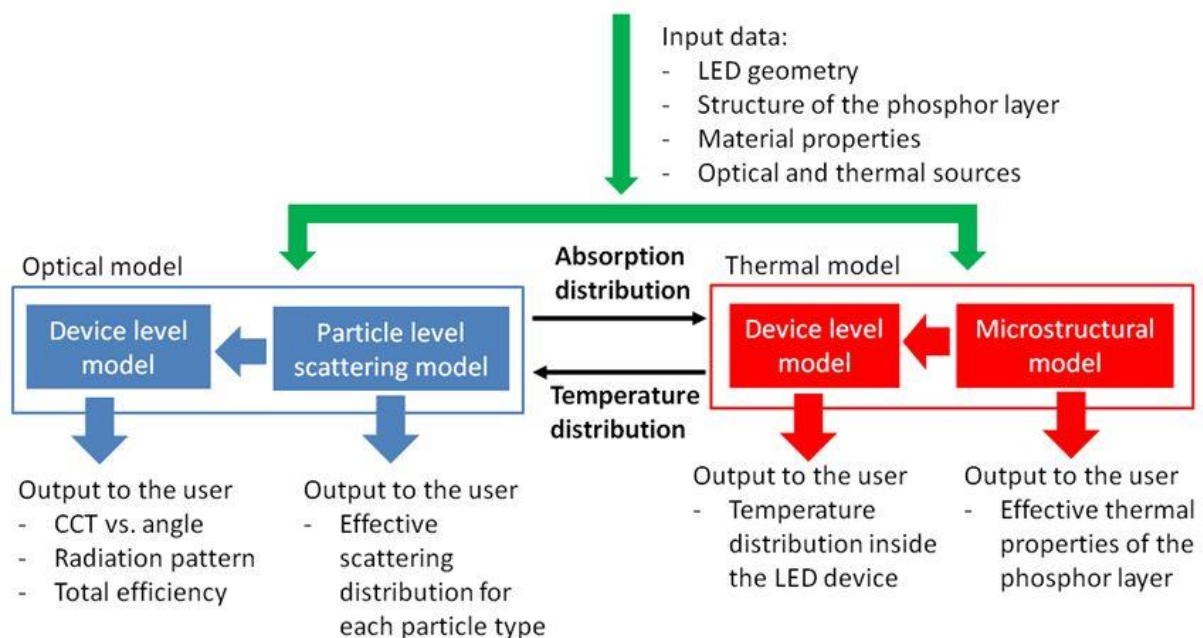 Input data:
- LED geometry
- Structure of the phosphor layer
- Material properties
- Optical and thermal sources
Optical model
Absorption
distribution
Thermal model
Device level
model
Particle level
scattering model
Device level
model
Microstructural
model
Temperature
distribution
Output to the user
- CCT vs. angle
- Radiation pattern
- Total efficiency
Output to the user
- Effective
scattering
distribution for
each particle type
Output to the user
- Temperature
distribution inside
the LED device
Output to the user
- Effective thermal
properties of the
phosphor layer